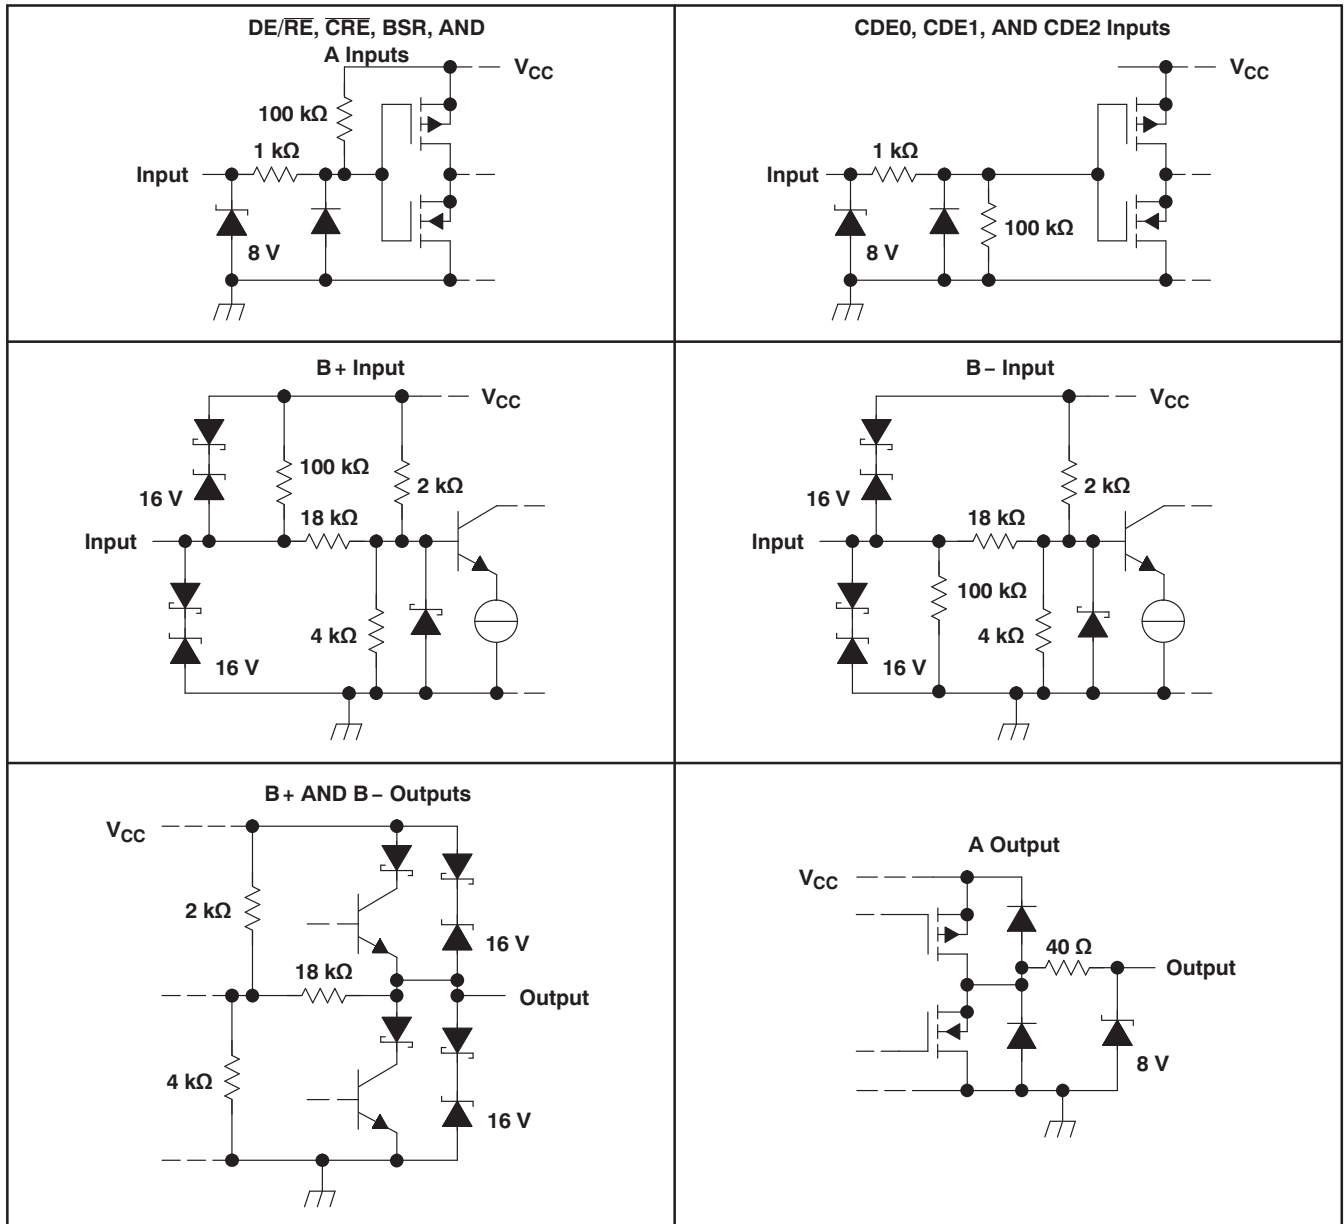 DE/RE, CRE, BSR, AND
A Inputs
VCC
100 kΩ
1 kΩ
Input
8 V
CDE0, CDE1, AND CDE2 Inputs
VCC
1 kΩ
Input
100 kΩ
8 V
B+ Input
VCC
100 kΩ
2 kΩ
16 V
18 kΩ
Input
4 kΩ
16 V
B− Input
VCC
2 kΩ
16 V
18 kΩ
Input
100 kΩ
4 kΩ
16 V
B+ AND B− Outputs
VCC
2 kΩ
16 V
18 kΩ
Output
4 kΩ
16 V
A Output
VCC
40 Ω
Output
8 V